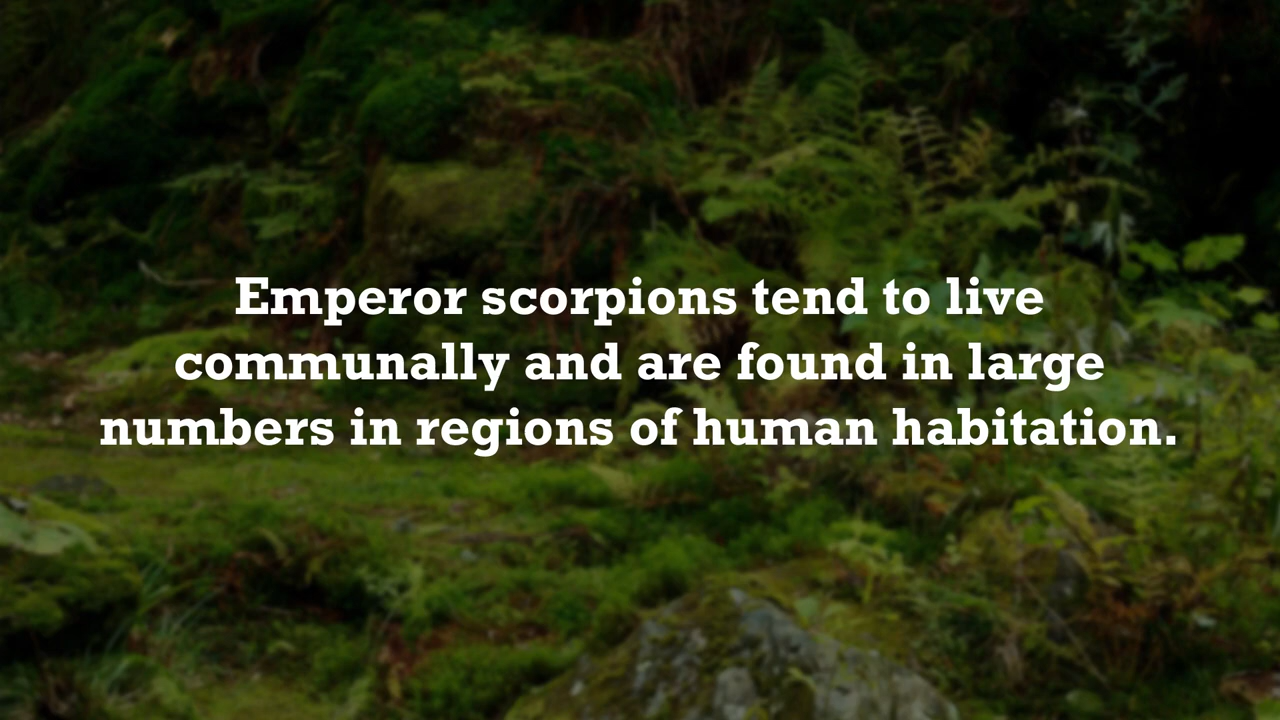 Emperor scorpions tend to live
communally and are found in large
numbers in regions of human habitation.